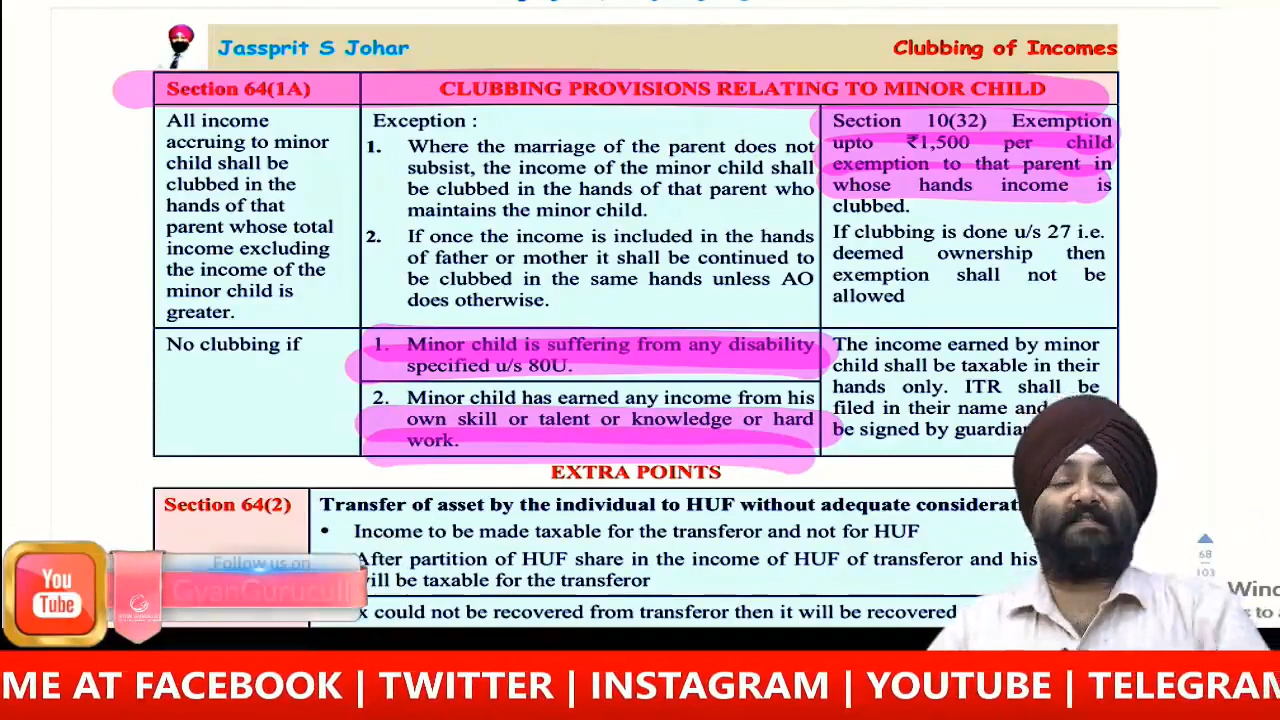 Jassprit S Johar
Clubbing of Incomes
Section 64(1A)
CLUBBING PROVISIONS RELATING TO MINOR CHILD
All income
accruing to minor
child shall be
clubbed in the
hands of that
parent whose total
income excluding
the income of the
minor child is
greater.
Exception :
1. Where the marriage of the parent does not
subsist, the income of the minor child shall
be clubbed in the hands of that parent who
maintains the minor child.
2. If once the income is included in the hands
of father or mother it shall be continued to
be clubbed in the same hands unless AO
does otherwise.
Section 10(32) Exemption
upto ₹1,500 per child
exemption to that parent in
whose hands income is
clubbed.
If clubbing is done u/s 27 i.e.
deemed ownership then
exemption shall not be
allowed
No clubbing if
1. Minor child is suffering from any disability
specified u/s 80U.
2. Minor child has earned any income from his
own skill or talent or knowledge or hard
work.
The income earned by minor
child shall be taxable in their
hands only. ITR shall be
filed in their name and
be signed by guardian
EXTRA POINTS
Section 64(2)
Transfer of asset by the individual to HUF without adequate considerat
• Income to be made taxable for the transferor and not for HUF
After partition of HUF share in the income of HUF of transferor and his
will be taxable for the transferor
x could not be recovered from transferor then it will be recovered
You
Tube
Follow us on
GyanGurucull
68
103
Wind
s to a
ME AT FACEBOOK | TWITTER | INSTAGRAM | YOUTUBE | TELEGRAM